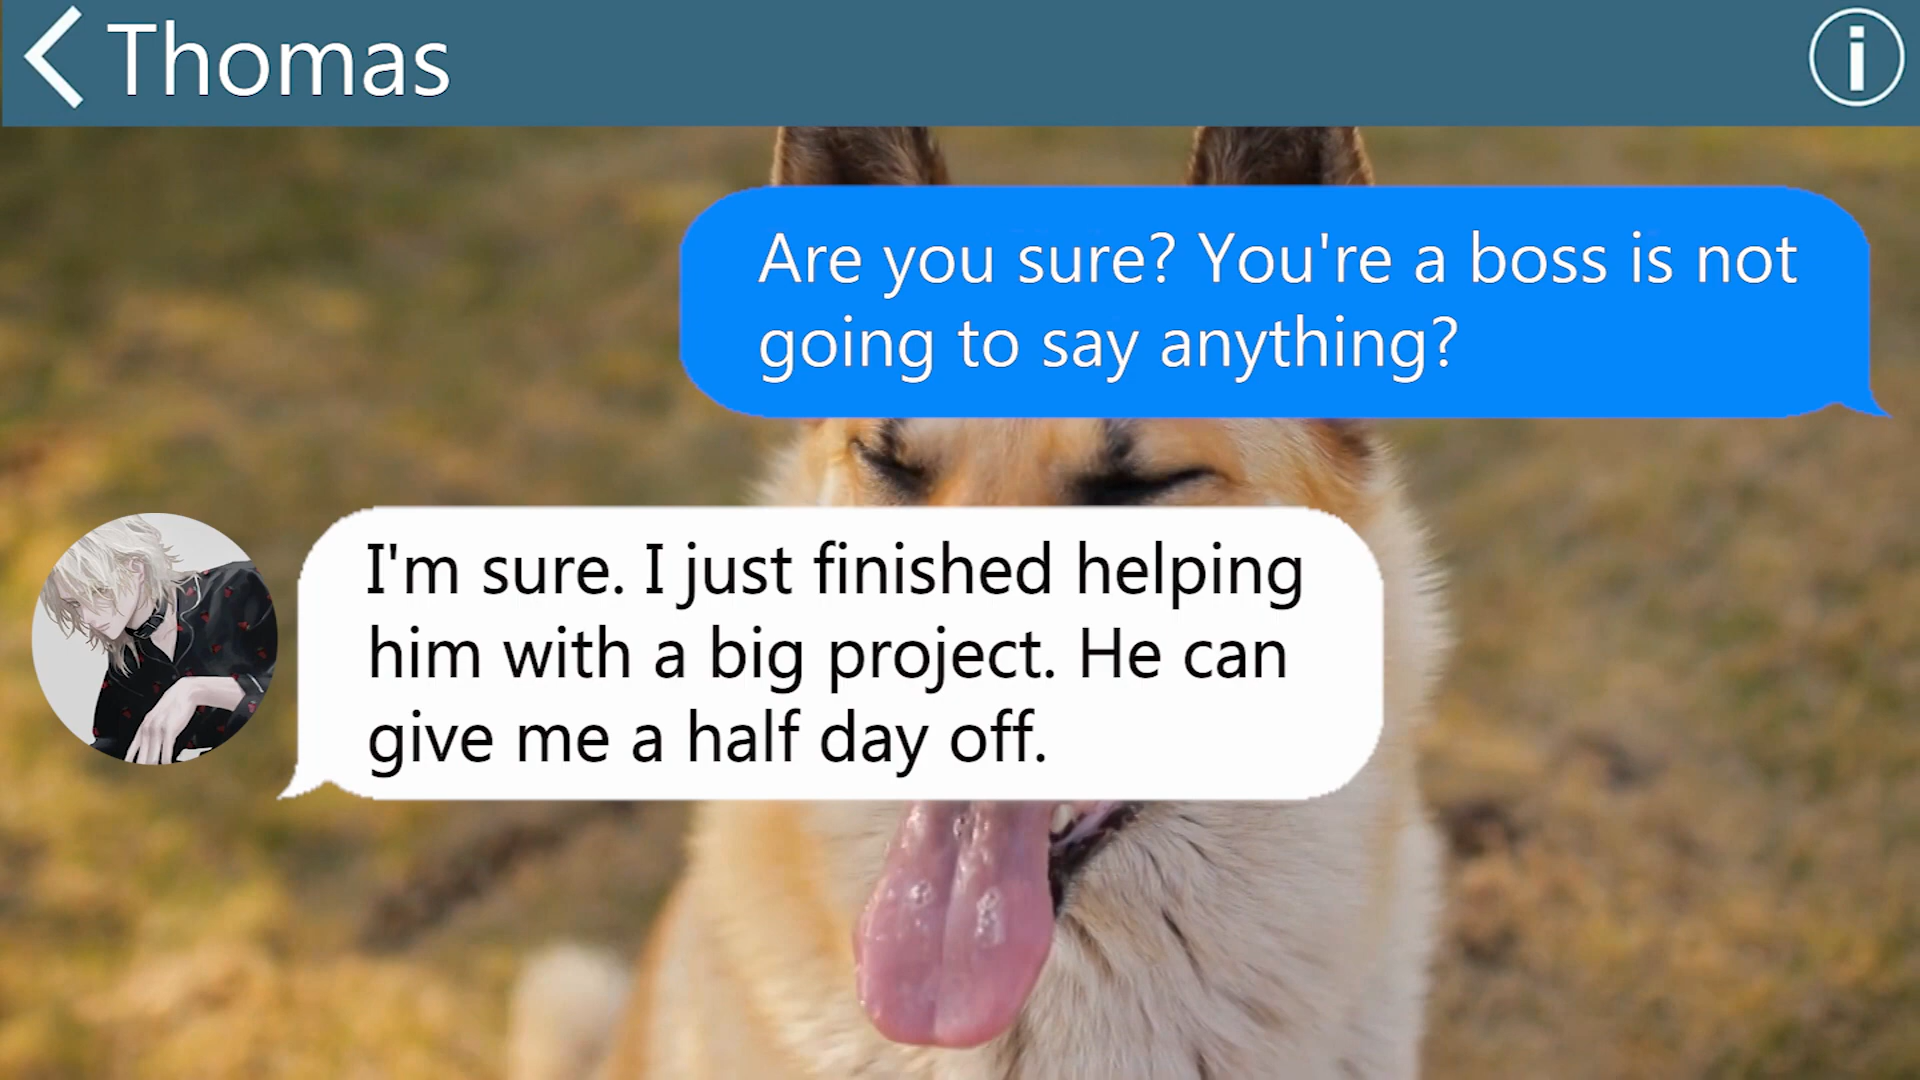 Thomas
Are you sure? You're a boss is not
going to say anything?
I'm sure. I just finished helping
him with a big project. He can
give me a half day off.